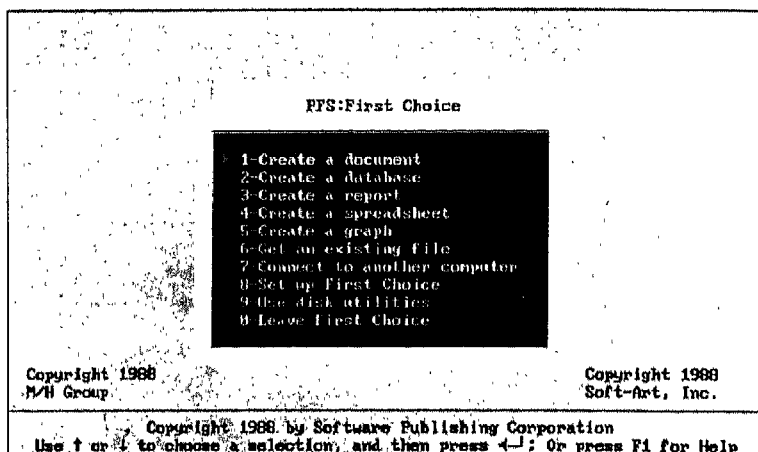 PFS:First Choice
1-Create a document
2-Create a database
3-Create a report
4-Create a spreadsheet
5-Create a graph
6-Get an existing file
7-Connect to another computer
8-Set up First Choice
9-Use disk utilities
0-Leave First Choice
Copyright 1988
M/H Group
Copyright 1988
Soft-Art, Inc.
Copyright 1988 by Software Publishing Corporation
Use ↑ or ↓ to choose a selection, and then press ↵; Or press F1 for Help